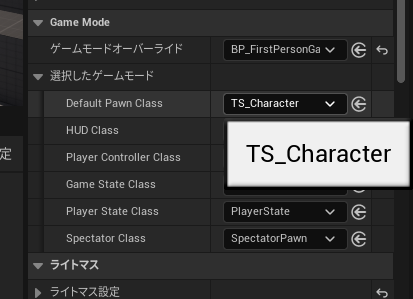 Game Mode
ゲームモードオーバーライド BP_FirstPersonGa
選択したゲームモード
Default Pawn Class TS_Character
HUD Class
TS_Character
Player Controller Class
Game State Class
定
Player State Class PlayerState
Spectator Class SpectatorPawn
ライトマス
ライトマス設定